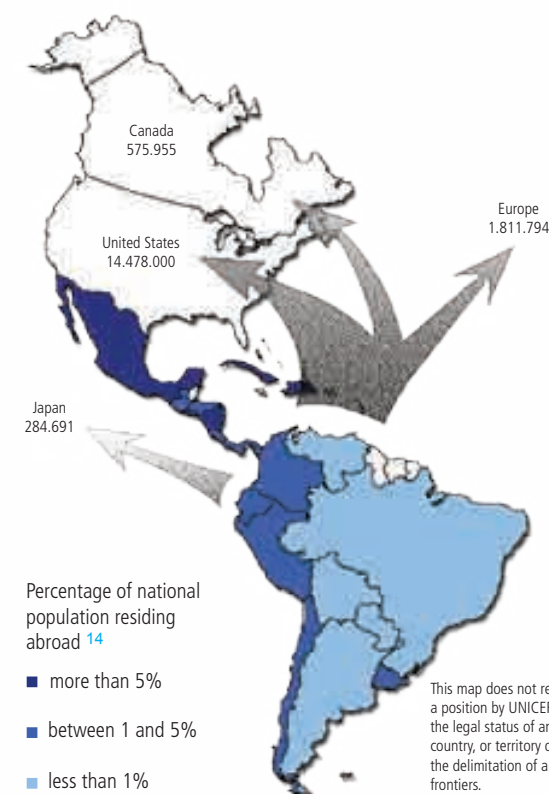 Canada
575.955
United States
14.478.000
Europe
1.811.794
Japan
284.691
Percentage of national
population residing
abroad 14
more than 5%
between 1 and 5%
less than 1%
This map does not re
a position by UNICEF
the legal status of an
country, or territory o
the delimitation of a
frontiers.